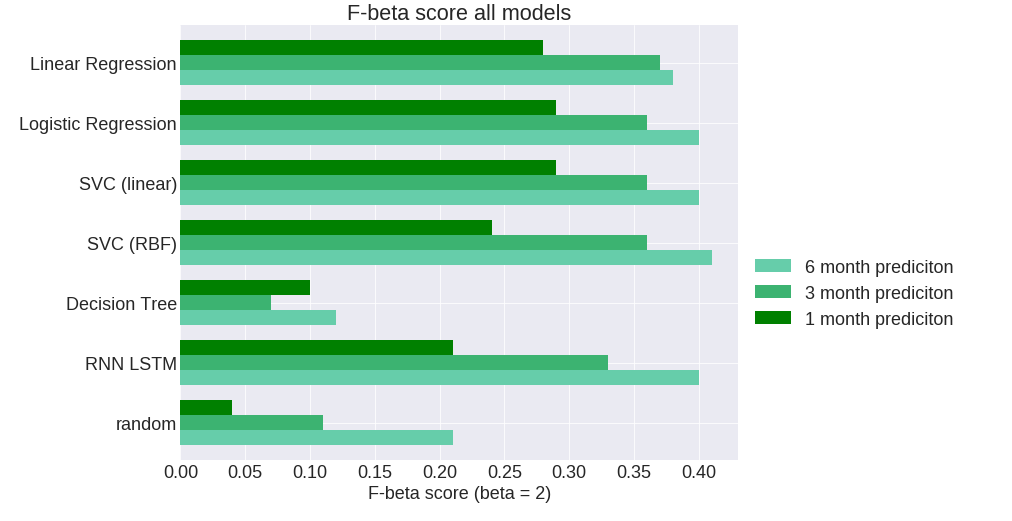 F-beta score all models
Linear Regression
Logistic Regression
SVC (linear)
SVC (RBF)
Decision Tree
RNN LSTM
random
0.00 0.05 0.10 0.15 0.20 0.25 0.30 0.35 0.40
F-beta score (beta = 2)
6 month prediciton
3 month prediciton
1 month prediciton